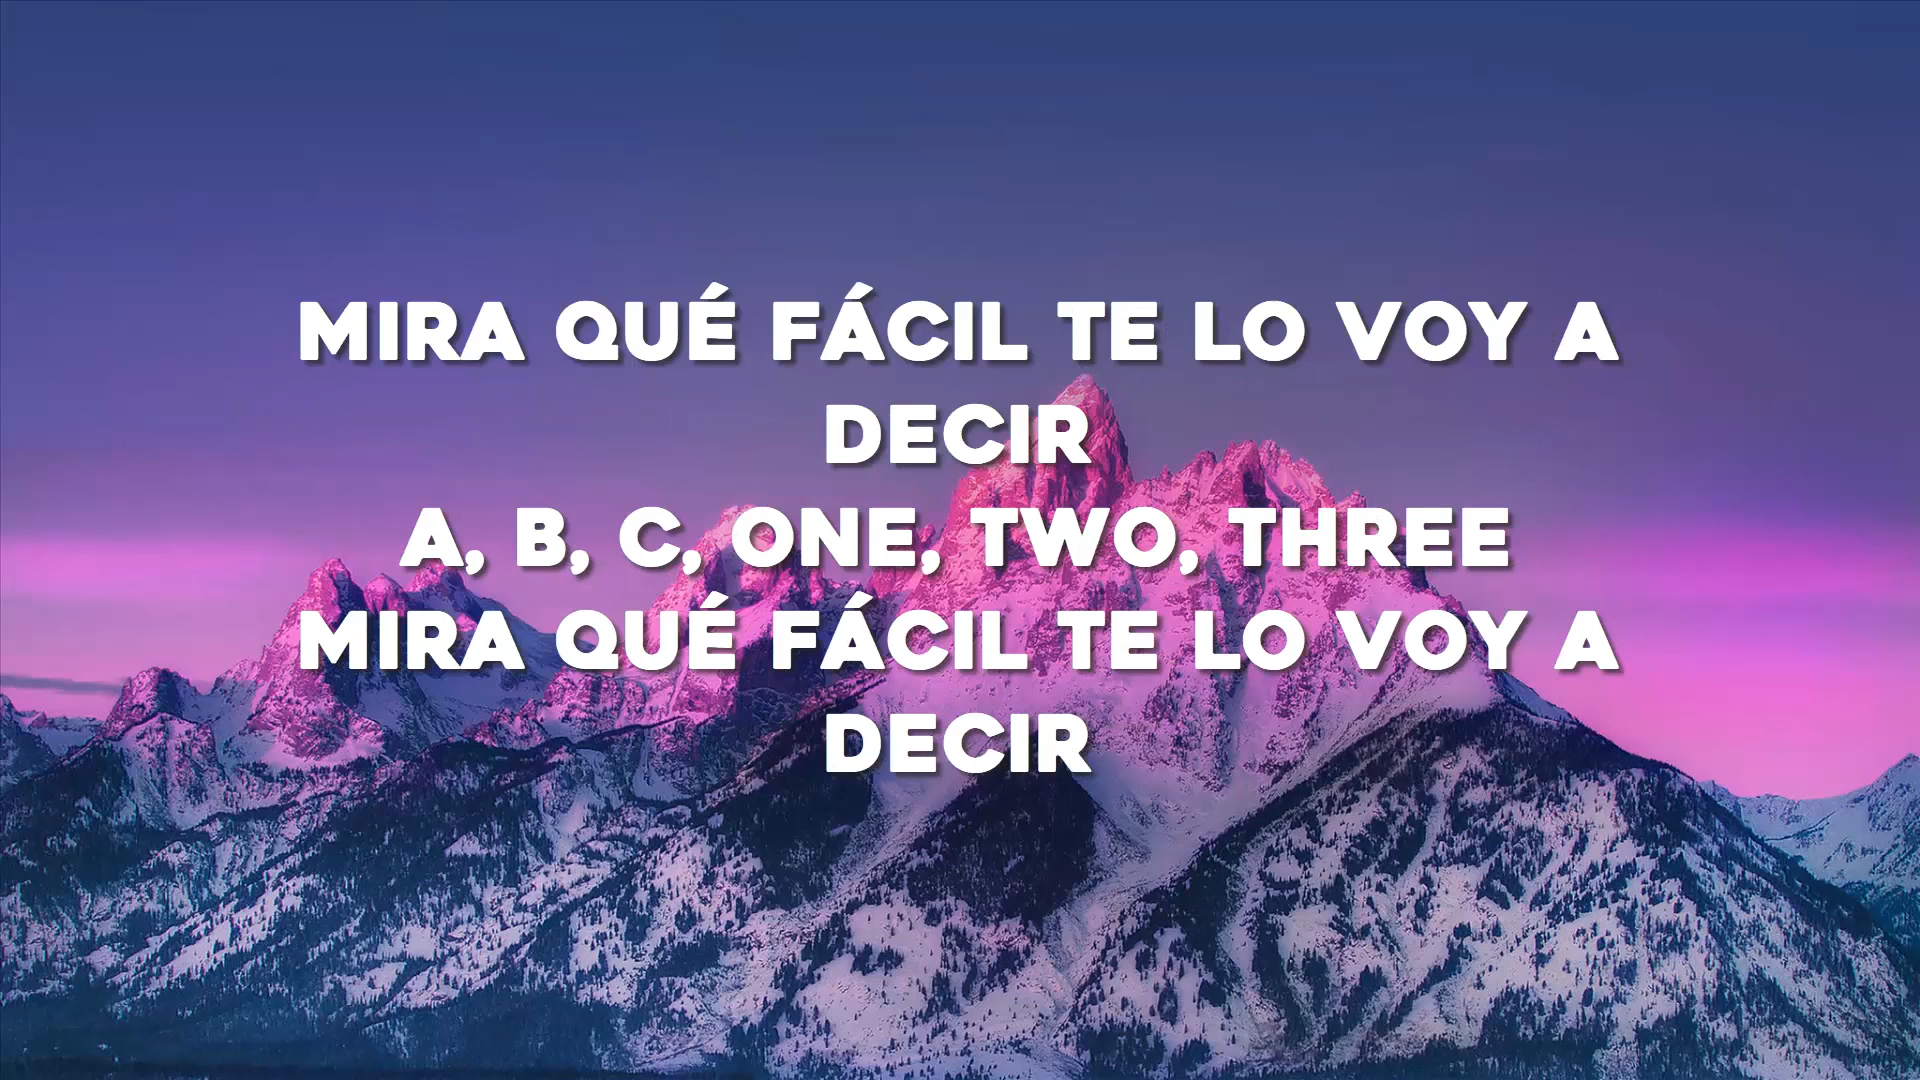 MIRA QUÉ FÁCIL TE LO VOY A
DECIR
A, B, C, ONE, TWO, THREE
MIRA QUÉ FÁCIL TE LO VOY A
DECIR